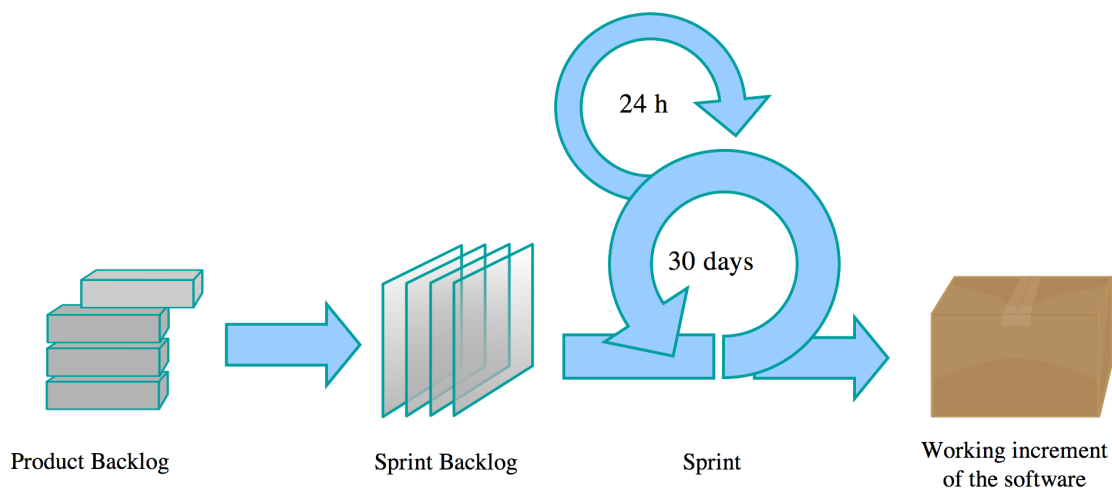 24 h
30 days
Product Backlog
Sprint Backlog
Sprint
Working increment
of the software